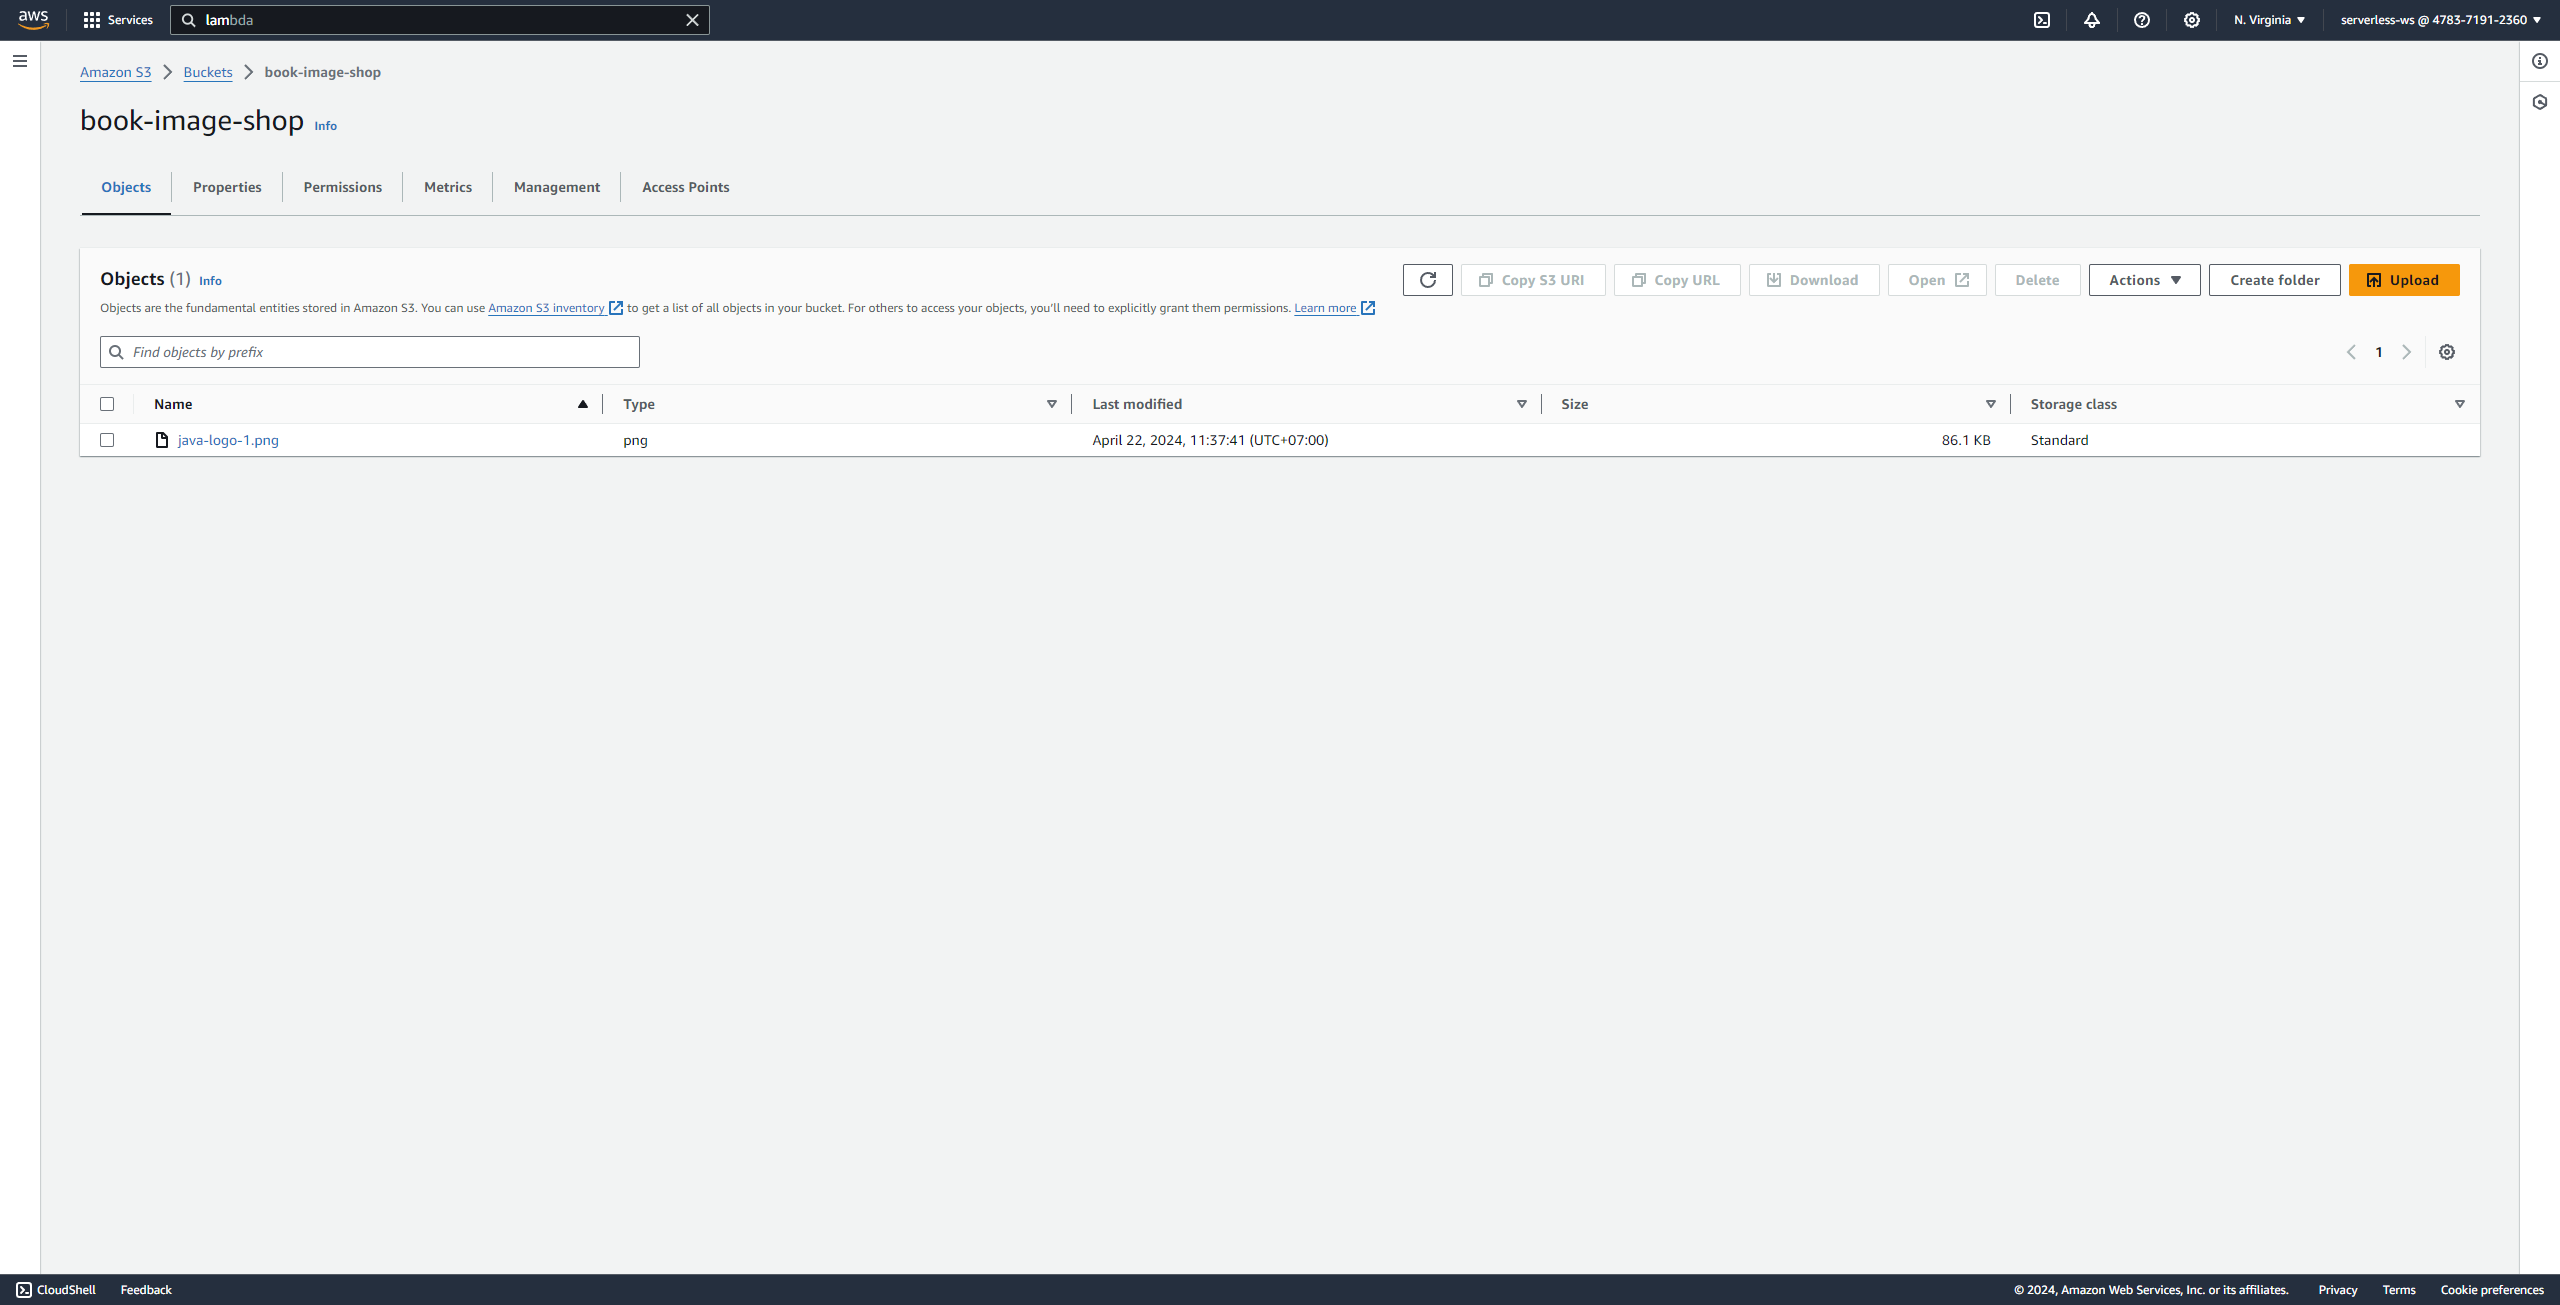 aws Services lambda N. Virginia serverless-ws @ 4783-7191-2360
Amazon S3 Buckets book-image-shop
book-image-shop Info
Objects Properties Permissions Metrics Management Access Points
Objects (1) Info Copy S3 URI Copy URL Download Open Delete Actions Create folder Upload
Objects are the fundamental entities stored in Amazon S3. You can use Amazon S3 inventory to get a list of all objects in your bucket. For others to access your objects, you'll need to explicitly grant them permissions. Learn more
Find objects by prefix 1
Name Type Last modified Size Storage class
java-logo-1.png png April 22, 2024, 11:37:41 (UTC+07:00) 86.1 KB Standard
CloudShell Feedback © 2024, Amazon Web Services, Inc. or its affiliates. Privacy Terms Cookie preferences